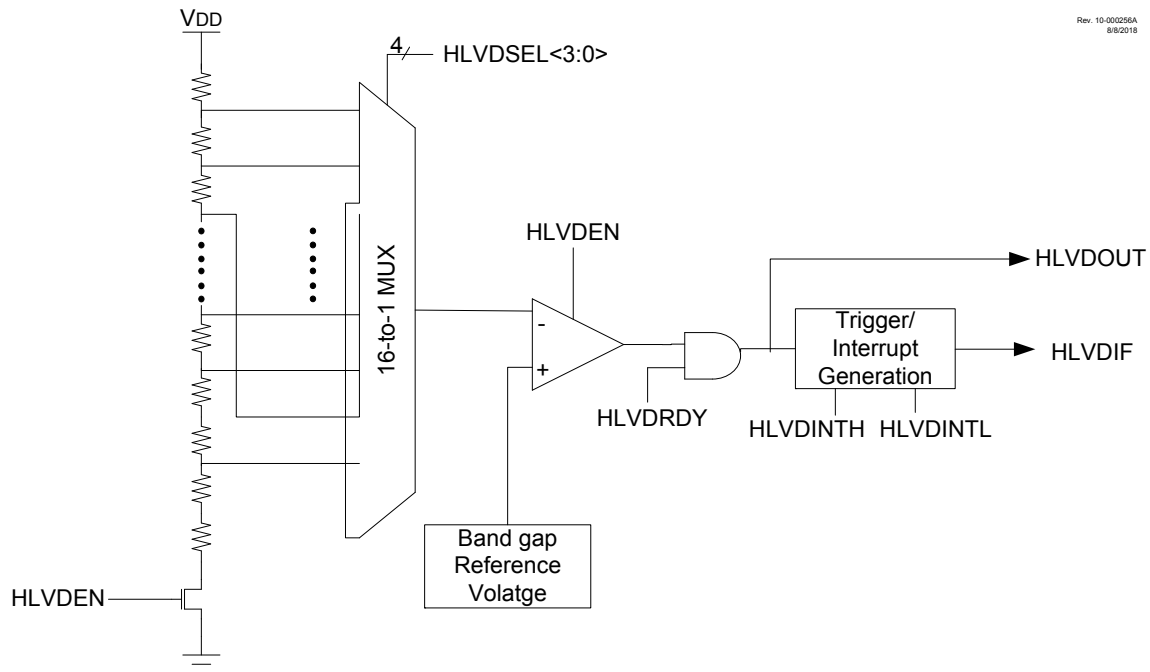 VDD
Rev. 10-000256A
8/8/2018
4
HLVDSEL<3:0>
16-to-1 MUX
HLVDEN
-
+
HLVDRDY
HLVDOUT
Trigger/
Interrupt
Generation
HLVDIF
HLVDINTH HLVDINTL
Band gap
Reference
Volatge
HLVDEN